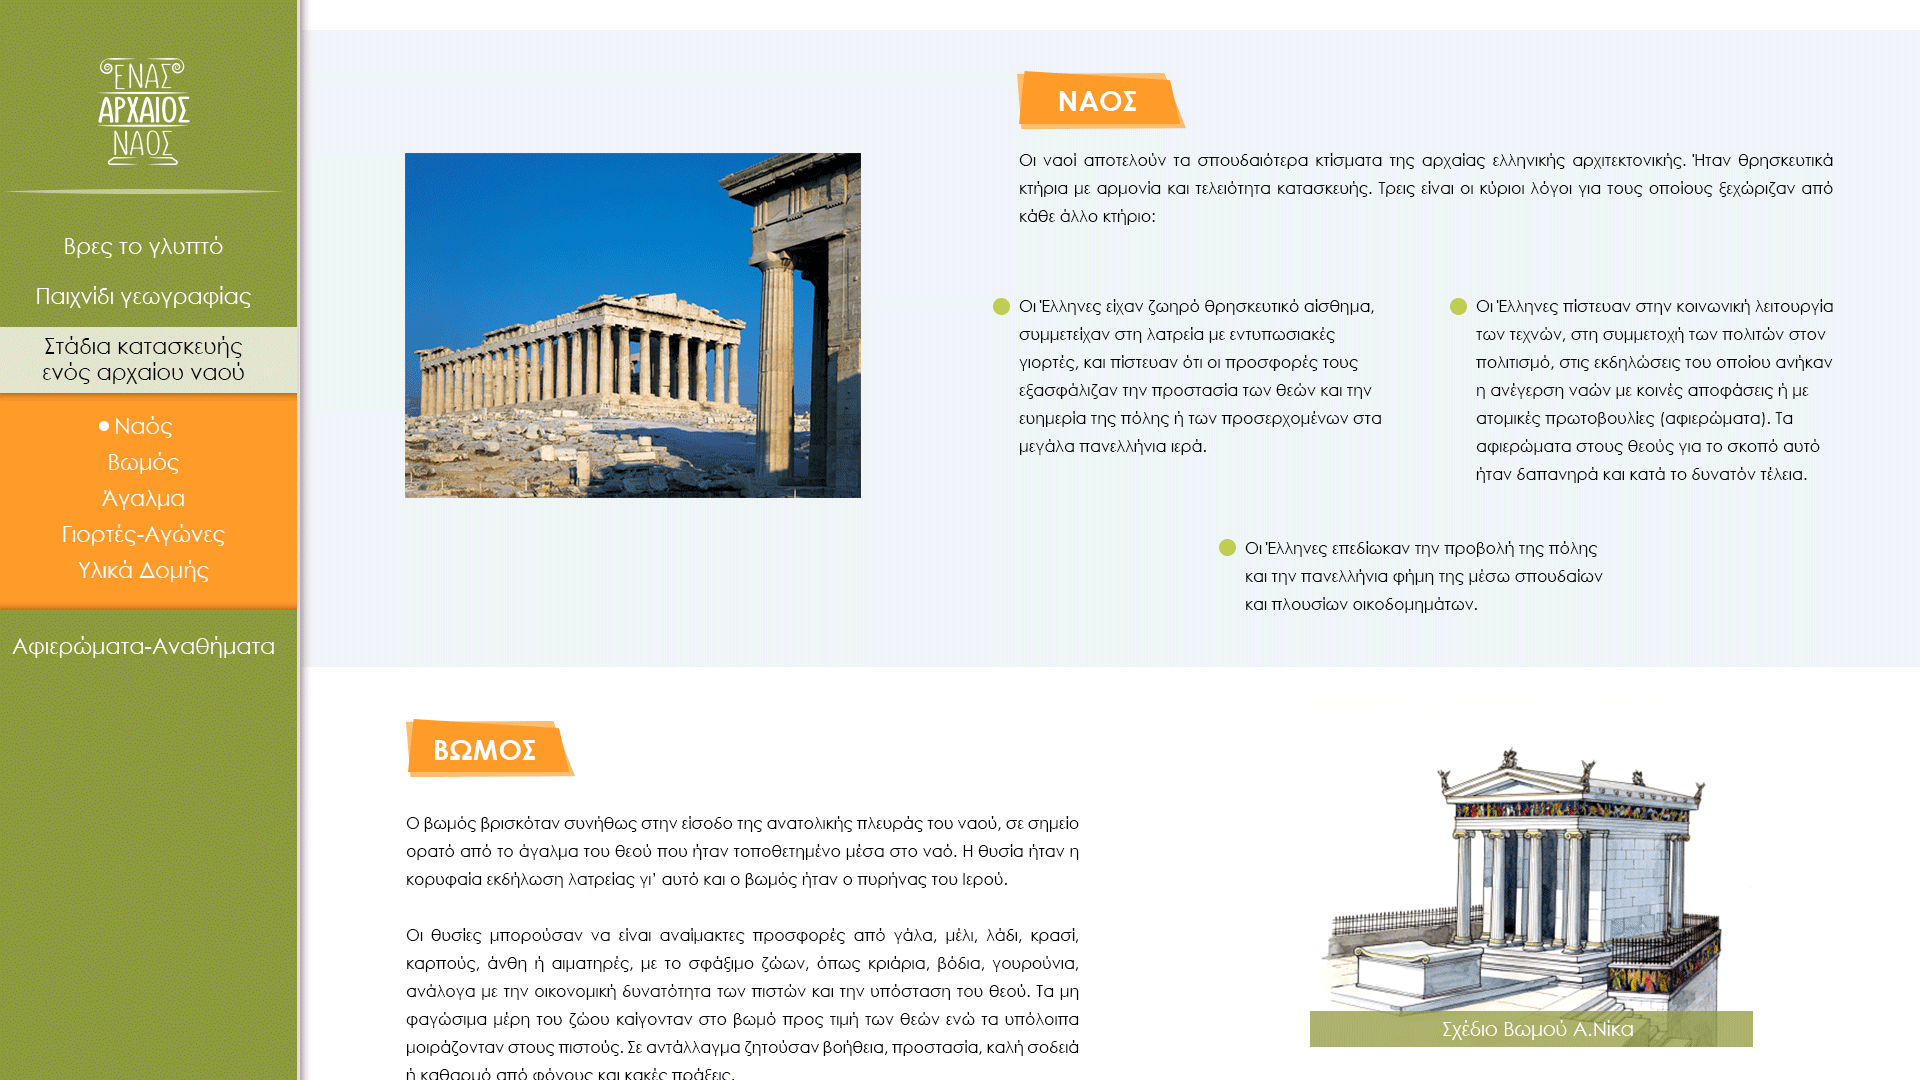 ΈΝΑΣ
ΑΡΧΑΙΟΣ
ΝΑΟΣ
Βρες το γλυπτό
Παιχνίδι γεωγραφίας
Στάδια κατασκευής
ενός αρχαίου ναού
Ναός
Βωμός
Άγαλμα
Γιορτές-Αγώνες
Υλικά Δομής
Αφιερώματα-Αναθήματα
ΝΑΟΣ
Οι ναοί αποτελούν τα σπουδαιότερα κτίσματα της αρχαίας ελληνικής αρχιτεκτονικής. Ήταν θρησκευτικά
κτήρια με αρμονία και τελειότητα κατασκευής. Τρεις είναι οι κύριοι λόγοι για τους οποίους ξεχώριζαν από
κάθε άλλο κτήριο:
Οι Έλληνες είχαν ζωηρό θρησκευτικό αίσθημα,
συμμετείχαν στη λατρεία με εντυπωσιακές
γιορτές, και πίστευαν ότι οι προσφορές τους
εξασφάλιζαν την προστασία των θεών και την
ευημερία της πόλης ή των προσερχομένων στα
μεγάλα πανελλήνια ιερά.
Οι Έλληνες πίστευαν στην κοινωνική λειτουργία
των τεχνών, στη συμμετοχή των πολιτών στον
πολιτισμό, στις εκδηλώσεις του οποίου ανήκαν
η ανέγερση ναών με κοινές αποφάσεις ή με
ατομικές πρωτοβουλίες (αφιερώματα). Τα
αφιερώματα στους θεούς για το σκοπό αυτό
ήταν δαπανηρά και κατά το δυνατόν τέλεια.
Οι Έλληνες επεδίωκαν την προβολή της πόλης
και την πανελλήνια φήμη της μέσω σπουδαίων
και πλουσίων οικοδομημάτων.
ΒΩΜΟΣ
Ο βωμός βρισκόταν συνήθως στην είσοδο της ανατολικής πλευράς του ναού, σε σημείο
ορατό από το άγαλμα του θεού που ήταν τοποθετημένο μέσα στο ναό. Η θυσία ήταν η
κορυφαία εκδήλωση λατρείας γι' αυτό και ο βωμός ήταν ο πυρήνας του Ιερού.
Οι θυσίες μπορούσαν να είναι αναίμακτες προσφορές από γάλα, μέλι, λάδι, κρασί,
καρπούς, άνθη ή αιματηρές, με το σφάξιμο ζώων, όπως κριάρια, βόδια, γουρούνια,
ανάλογα με την οικονομική δυνατότητα των πιστών και την υπόσταση του θεού. Τα μη
φαγώσιμα μέρη του ζώου καίγονταν στο βωμό προς τιμή των θεών ενώ τα υπόλοιπα
μοιράζονταν στους πιστούς. Σε αντάλλαγμα ζητούσαν βοήθεια, προστασία, καλή σοδειά
ή καθαρμό από φόνους και κακές πράξεις.
Σχέδιο Βωμού Α.Νίκα